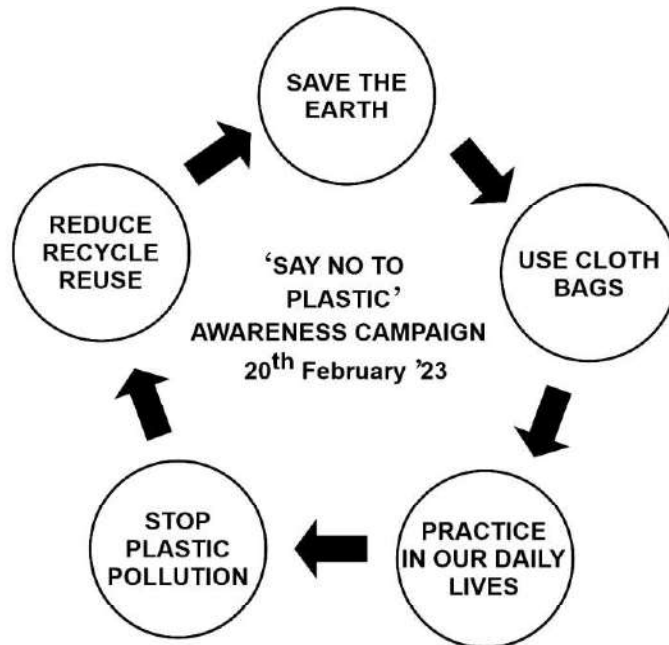 SAVE THE
EARTH
USE CLOTH
BAGS
PRACTICE
IN OUR DAILY
LIVES
STOP
PLASTIC
POLLUTION
REDUCE
RECYCLE
REUSE
‘SAY NO TO
PLASTIC’
AWARENESS CAMPAIGN
20th February ’23